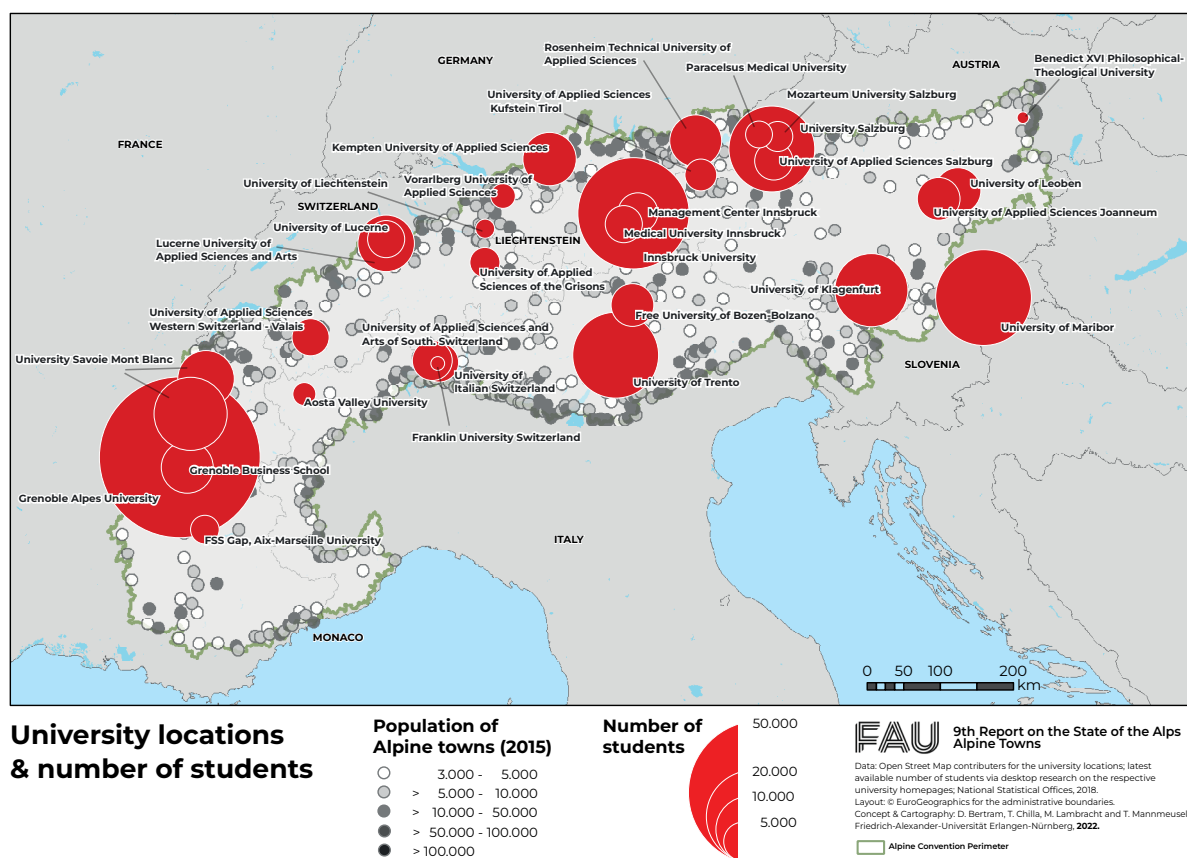 GERMANY
AUSTRIA
FRANCE
SWITZERLAND
LIECHTENSTEIN
SLOVENIA
ITALY
MONACO
Rosenheim Technical University of
Applied Sciences
Paracelsus Medical University
Benedict XVI Philosophical-
Theological University
University of Applied Sciences
Kufstein Tirol
Mozarteum University Salzburg
University Salzburg
Kempten University of Applied Sciences
University of Applied Sciences Salzburg
University of Liechtenstein
Vorarlberg University of
Applied Sciences
University of Leoben
University of Applied Sciences Joanneum
Management Center Innsbruck
University of Lucerne
Medical University Innsbruck
Lucerne University of
Applied Sciences and Arts
Innsbruck University
University of Applied
Sciences of the Grisons
University of Klagenfurt
University of Applied Sciences
Western Switzerland - Valais
Free University of Bozen-Bolzano
University of Maribor
University of Applied Sciences and
Arts of South. Switzerland
University Savoie Mont Blanc
University of
Italian Switzerland
University of Trento
Aosta Valley University
Franklin University Switzerland
Grenoble Business School
Grenoble Alpes University
FSS Gap, Aix-Marseille University
0 50 100 200
km
University locations
& number of students
Population of
Alpine towns (2015)
3.000 - 5.000
> 5.000 - 10.000
> 10.000 - 50.000
> 50.000 - 100.000
> 100.000
Number of
students
50.000
20.000
10.000
5.000
FAU
9th Report on the State of the Alps
Alpine Towns
Data: Open Street Map contributors for the university locations; latest
available number of students via desktop research on the respective
university homepages; National Statistical Offices, 2018.
Layout: © EuroGeographics for the administrative boundaries.
Concept & Cartography: D. Bertram, T. Chilla, M. Lambracht and T. Mannmeusel
Friedrich-Alexander-Universität Erlangen-Nürnberg, 2022.
Alpine Convention Perimeter